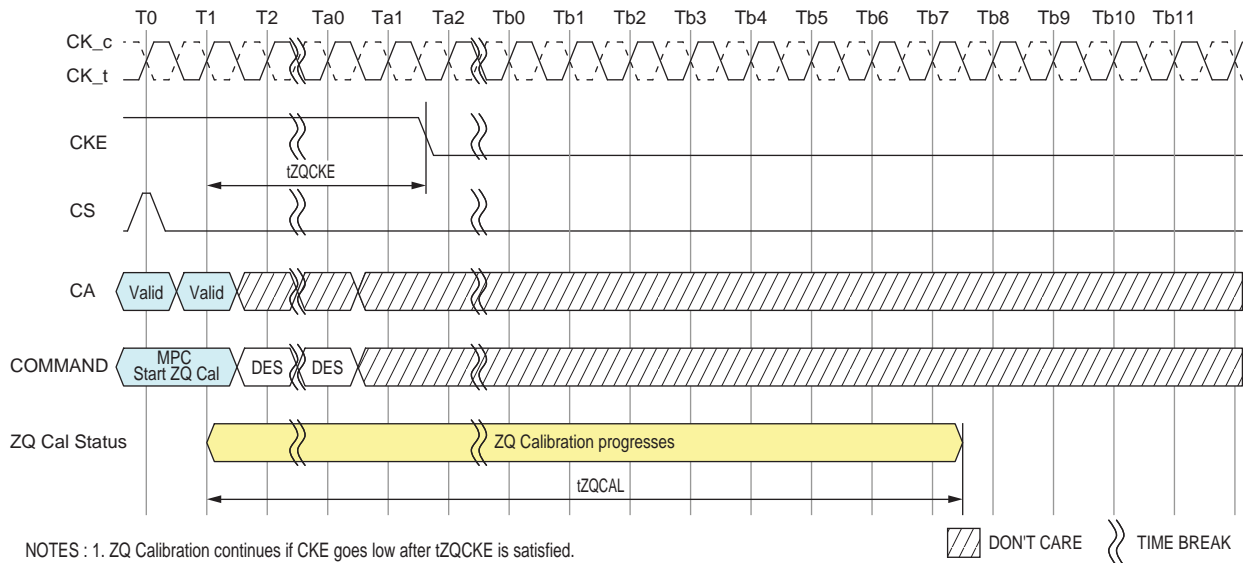 T0 T1 T2 Ta0 Ta1 Ta2 Tb0 Tb1 Tb2 Tb3 Tb4 Tb5 Tb6 Tb7 Tb8 Tb9 Tb10 Tb11
CK_c
CK_t
CKE
tZQCKE
CS
CA Valid Valid
COMMAND MPC Start ZQ Cal DES DES
ZQ Cal Status ZQ Calibration progresses
tZQCAL
NOTES : 1. ZQ Calibration continues if CKE goes low after tZQCKE is satisfied.
DON'T CARE TIME BREAK